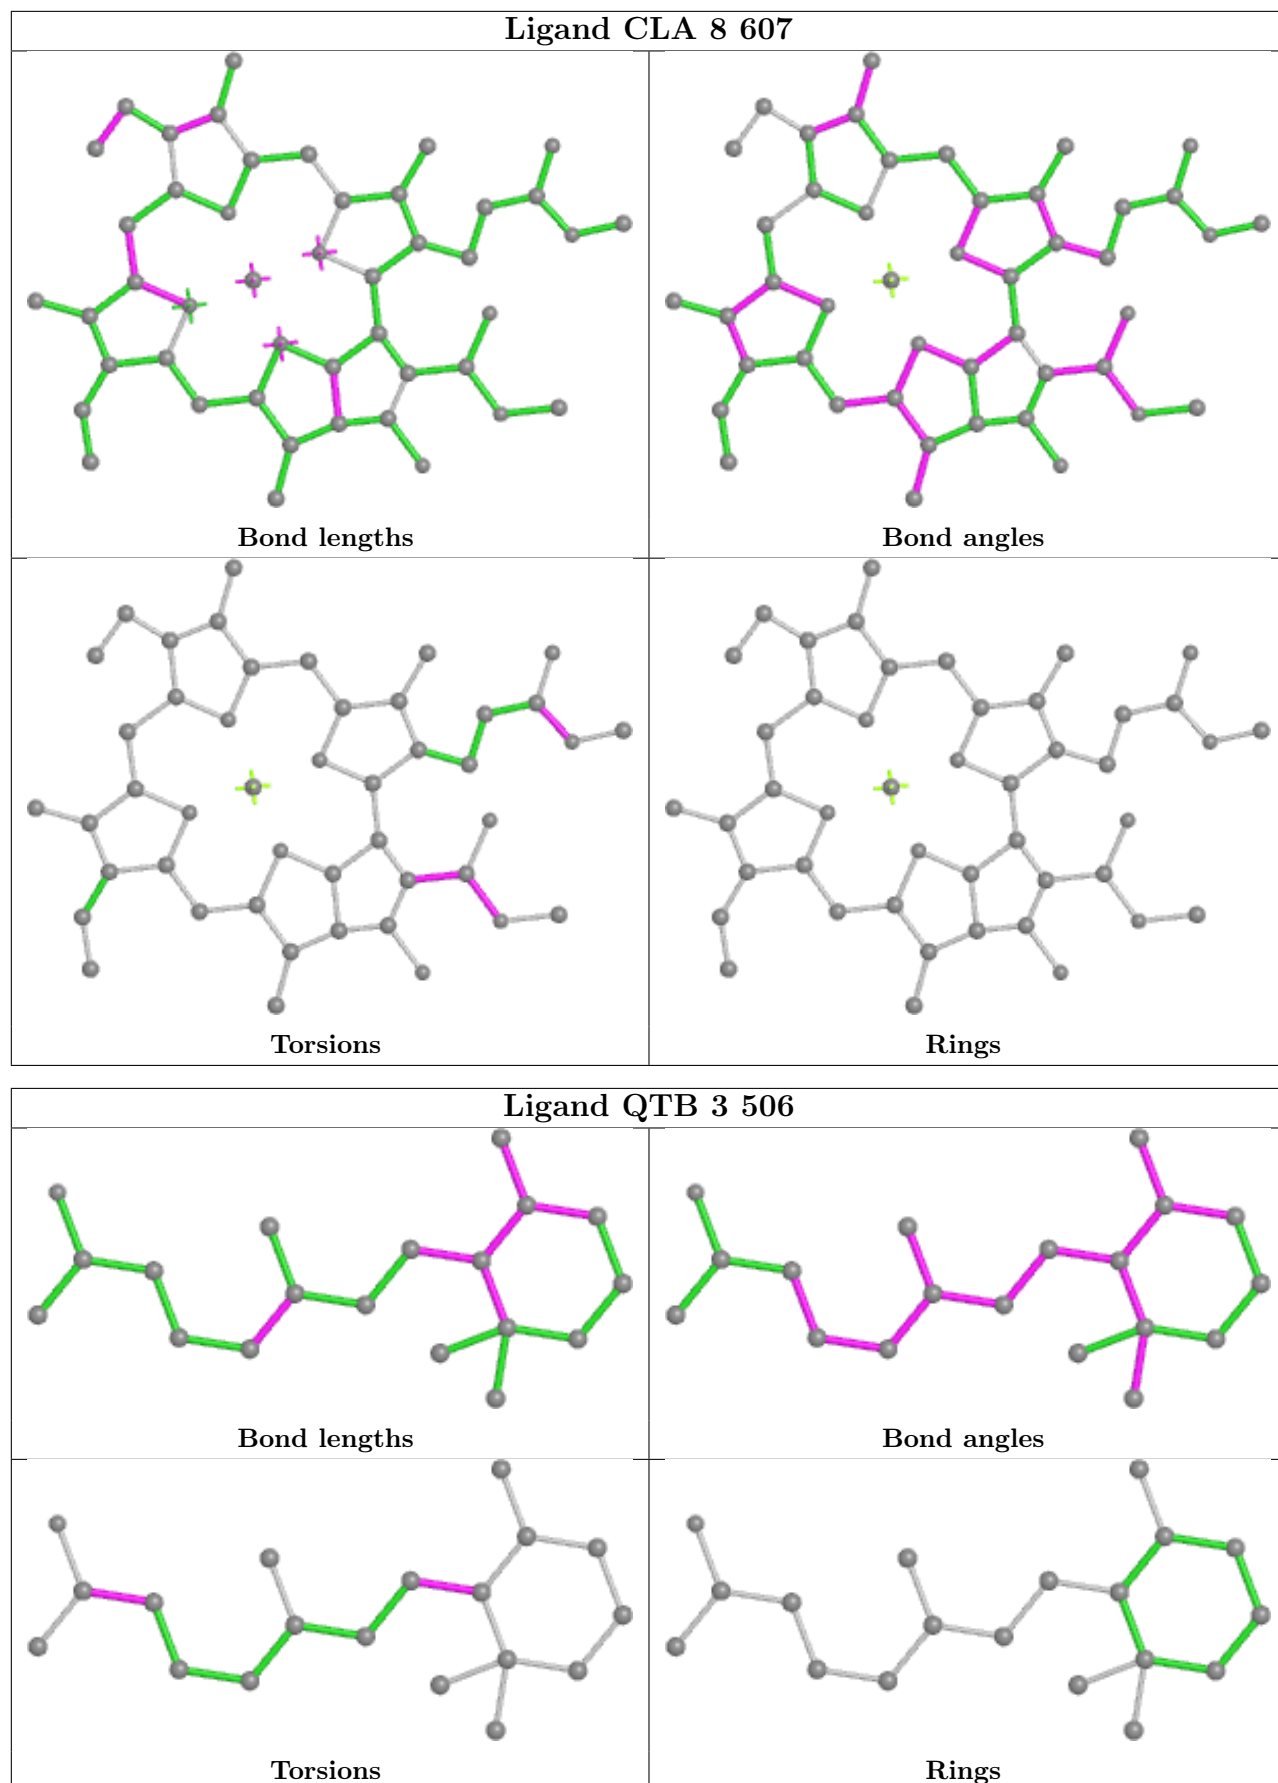 Ligand CLA 8 607
Bond lengths
Bond angles
Torsions
Rings
Ligand QTB 3 506
Bond lengths
Bond angles
Torsions
Rings